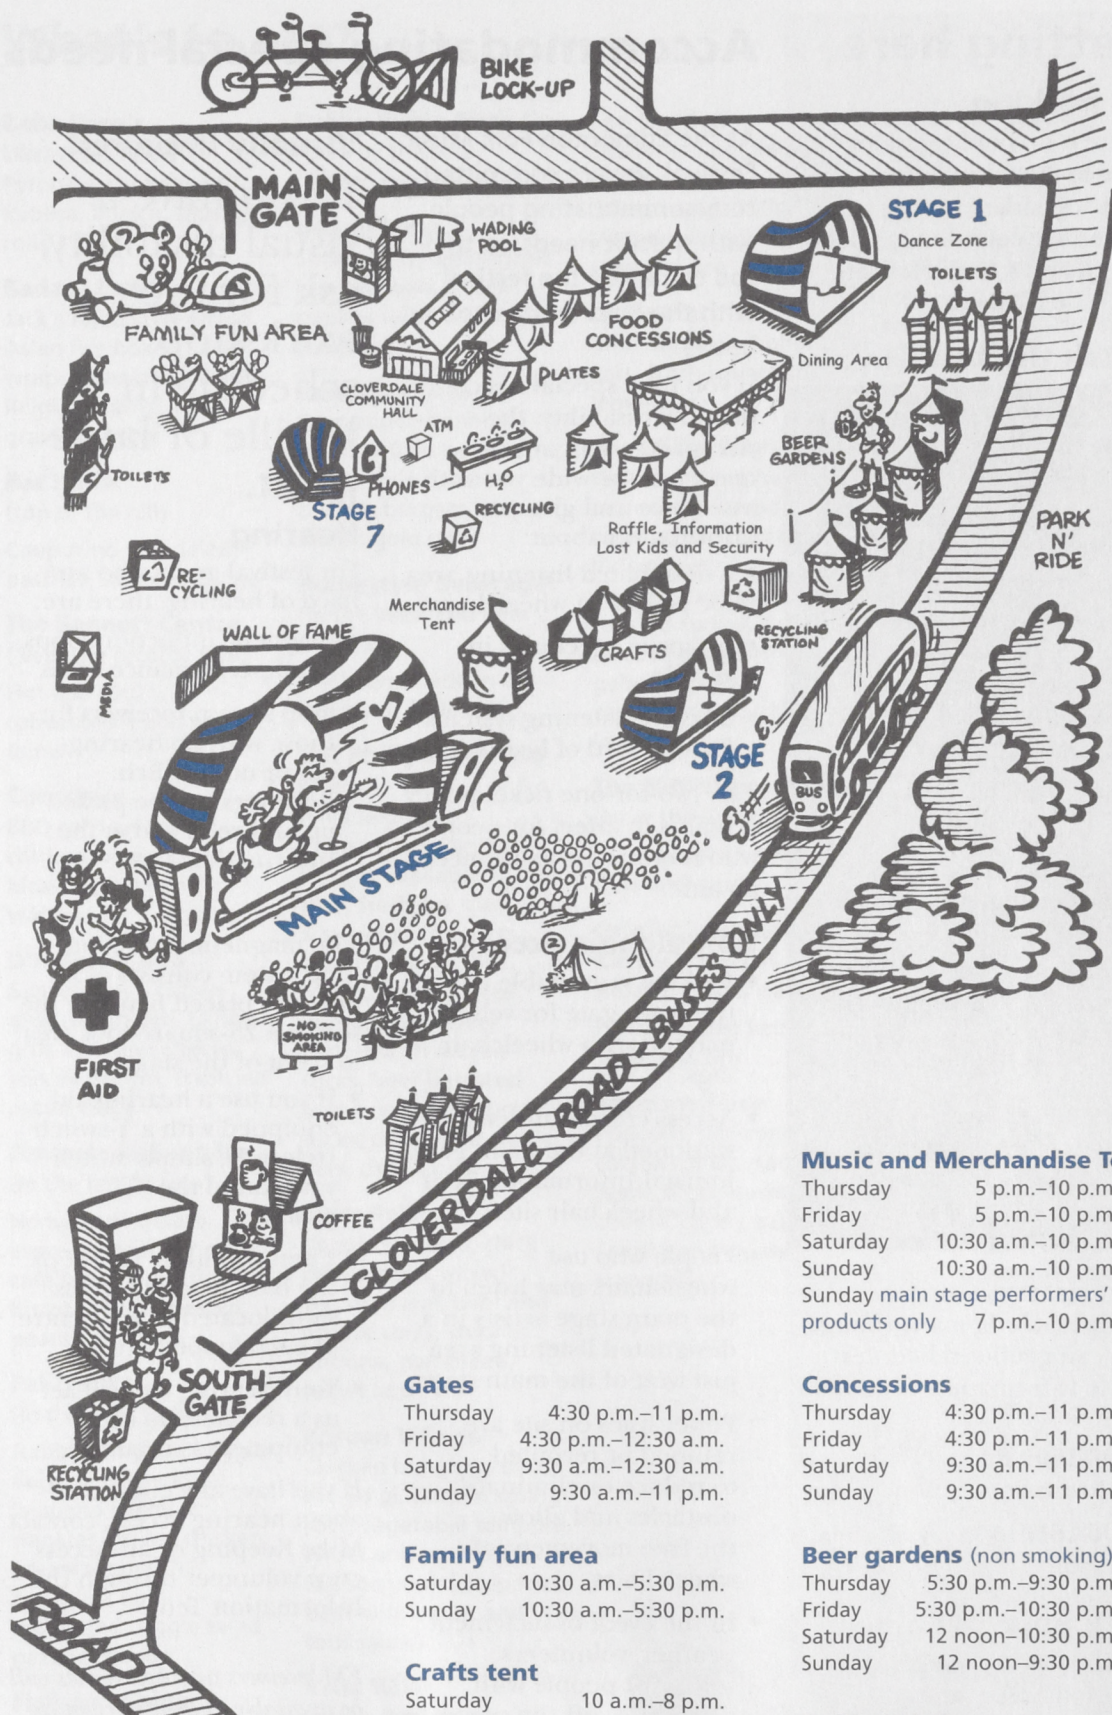 BIKE
LOCK-UP
MAIN
GATE
WADING
POOL
STAGE 1
Dance Zone
TOILETS
FAMILY FUN AREA
FOOD
CONCESSIONS
Dining Area
PLATES
CLOVERDALE
COMMUNITY
HALL
ATM
BEER
GARDENS
TOILETS
PHONES
H2O
STAGE
7
RECYCLING
PARK
N'
RIDE
Raffle, Information
Lost Kids and Security
RE-
CYCLING
Merchandise
Tent
WALL OF FAME
RECYCLING
STATION
CRAFTS
MEDIA
STAGE
2
BUS
MAIN STAGE
NO
SMOKING
AREA
FIRST
AID
TOILETS
CLOVERDALE ROAD - BUSES ONLY
COFFEE
SOUTH
GATE
RECYCLING
STATION
ROAD
Music and Merchandise
Thursday 5 p.m.–10 p.m
Friday 5 p.m.–10 p.m
Saturday 10:30 a.m.–10 p.m
Sunday 10:30 a.m.–10 p.m
Sunday main stage performers'
products only 7 p.m.–10 p.m
Gates
Thursday 4:30 p.m.–11 p.m.
Friday 4:30 p.m.–12:30 a.m.
Saturday 9:30 a.m.–12:30 a.m.
Sunday 9:30 a.m.–11 p.m.
Concessions
Thursday 4:30 p.m.–11 p.m
Friday 4:30 p.m.–11 p.m
Saturday 9:30 a.m.–11 p.m
Sunday 9:30 a.m.–11 p.m
Family fun area
Saturday 10:30 a.m.–5:30 p.m.
Sunday 10:30 a.m.–5:30 p.m.
Beer gardens (non smoking)
Thursday 5:30 p.m.–9:30 p.m
Friday 5:30 p.m.–10:30 p.m
Saturday 12 noon–10:30 p.m
Sunday 12 noon–9:30 p.m
Crafts tent
Saturday 10 a.m.–8 p.m.